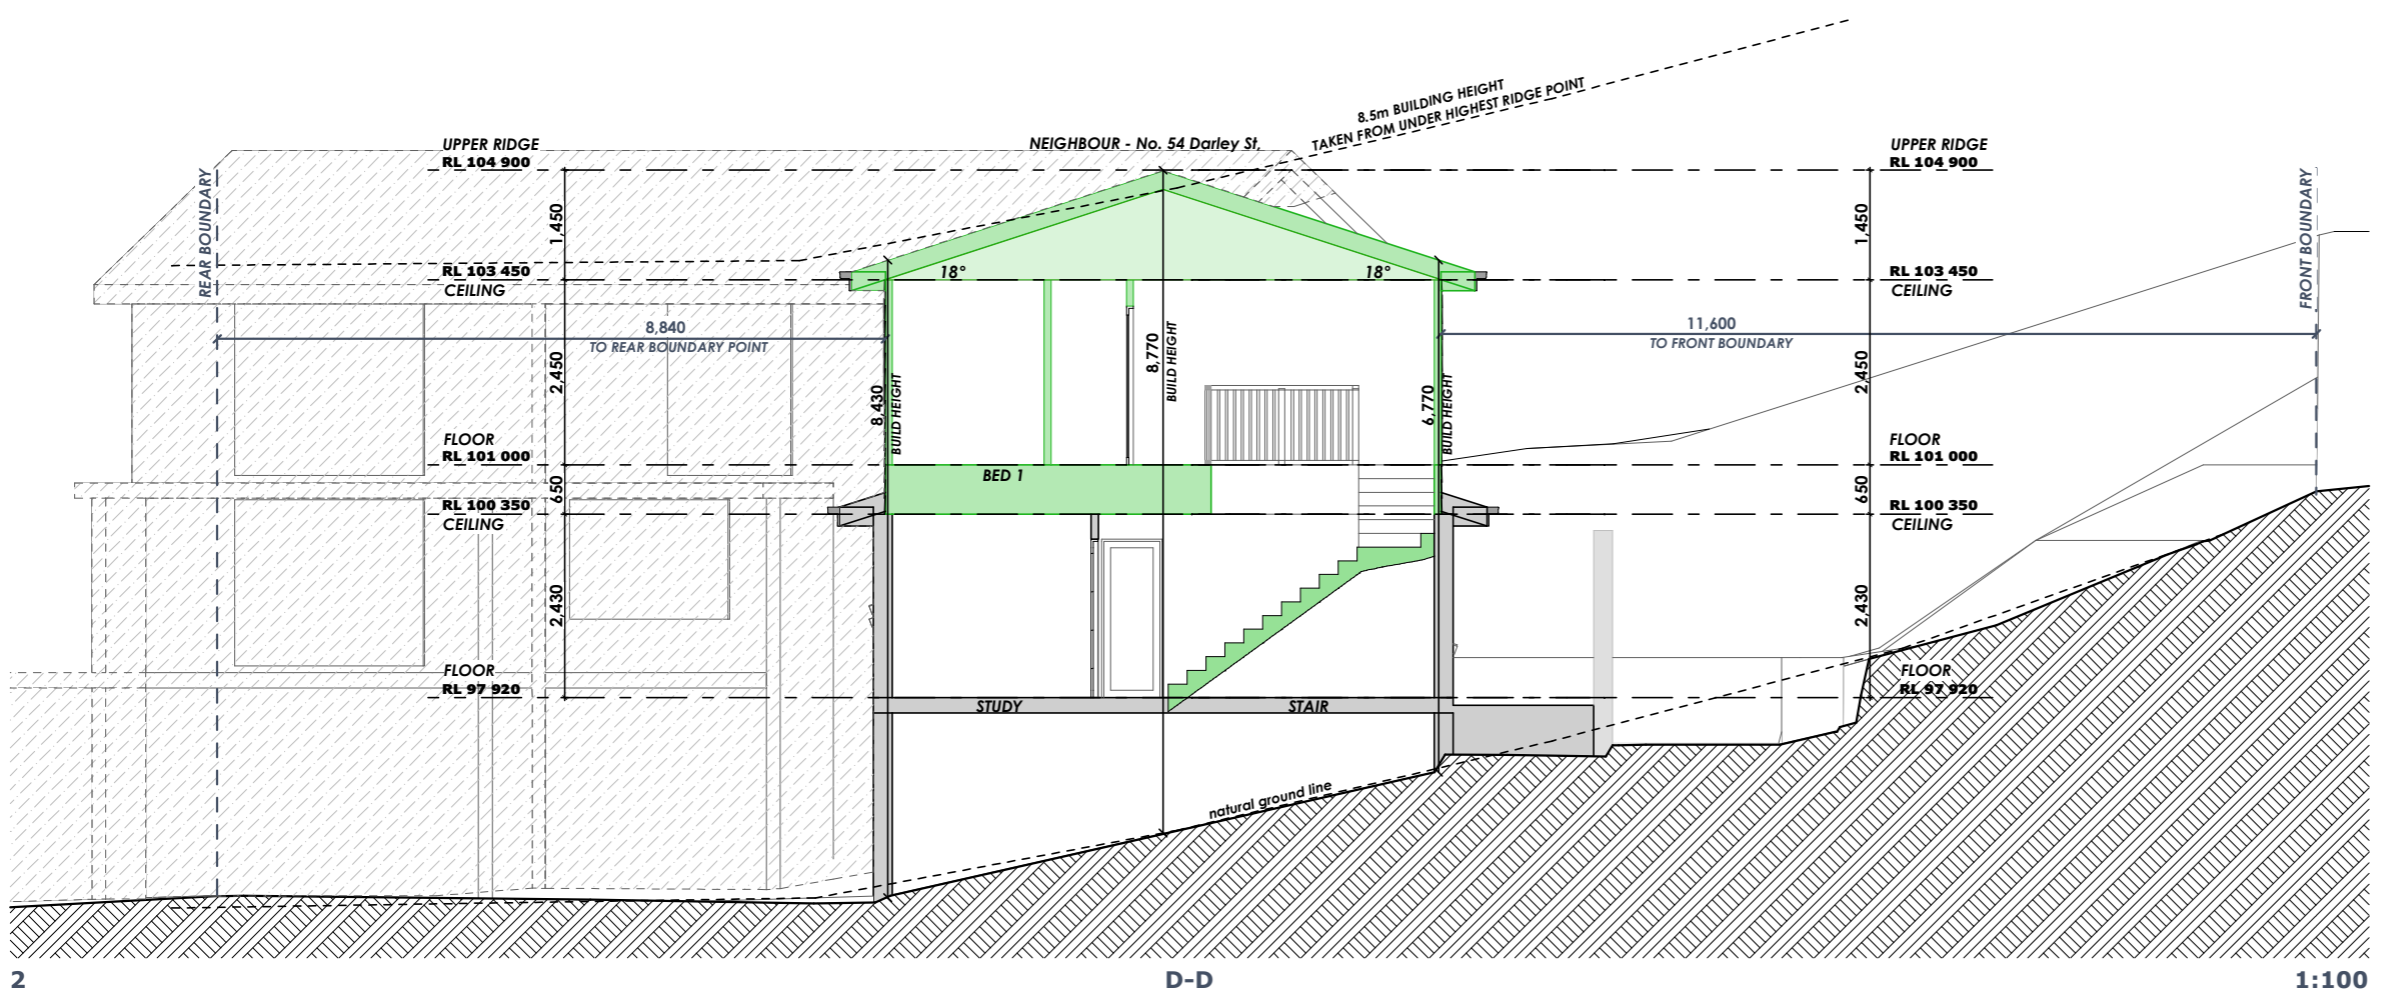 8.5m BUILDING HEIGHT
TAKEN FROM UNDER HIGHEST RIDGE POINT
NEIGHBOUR - No. 54 Darley St,
UPPER RIDGE
RL 104 900
UPPER RIDGE
RL 104 900
REAR BOUNDARY
FRONT BOUNDARY
1,450
1,450
RL 103 450
CEILING
18°
18°
RL 103 450
CEILING
8,840
TO REAR BOUNDARY POINT
11,600
TO FRONT BOUNDARY
2,450
8,430
BUILD HEIGHT
8,770
BUILD HEIGHT
6,770
BUILD HEIGHT
2,450
FLOOR
RL 101 000
FLOOR
RL 101 000
650
BED 1
650
RL 100 350
CEILING
RL 100 350
CEILING
2,430
2,430
FLOOR
RL 97 920
FLOOR
RL 97 920
STUDY
STAIR
natural ground line
2
D-D
1:100